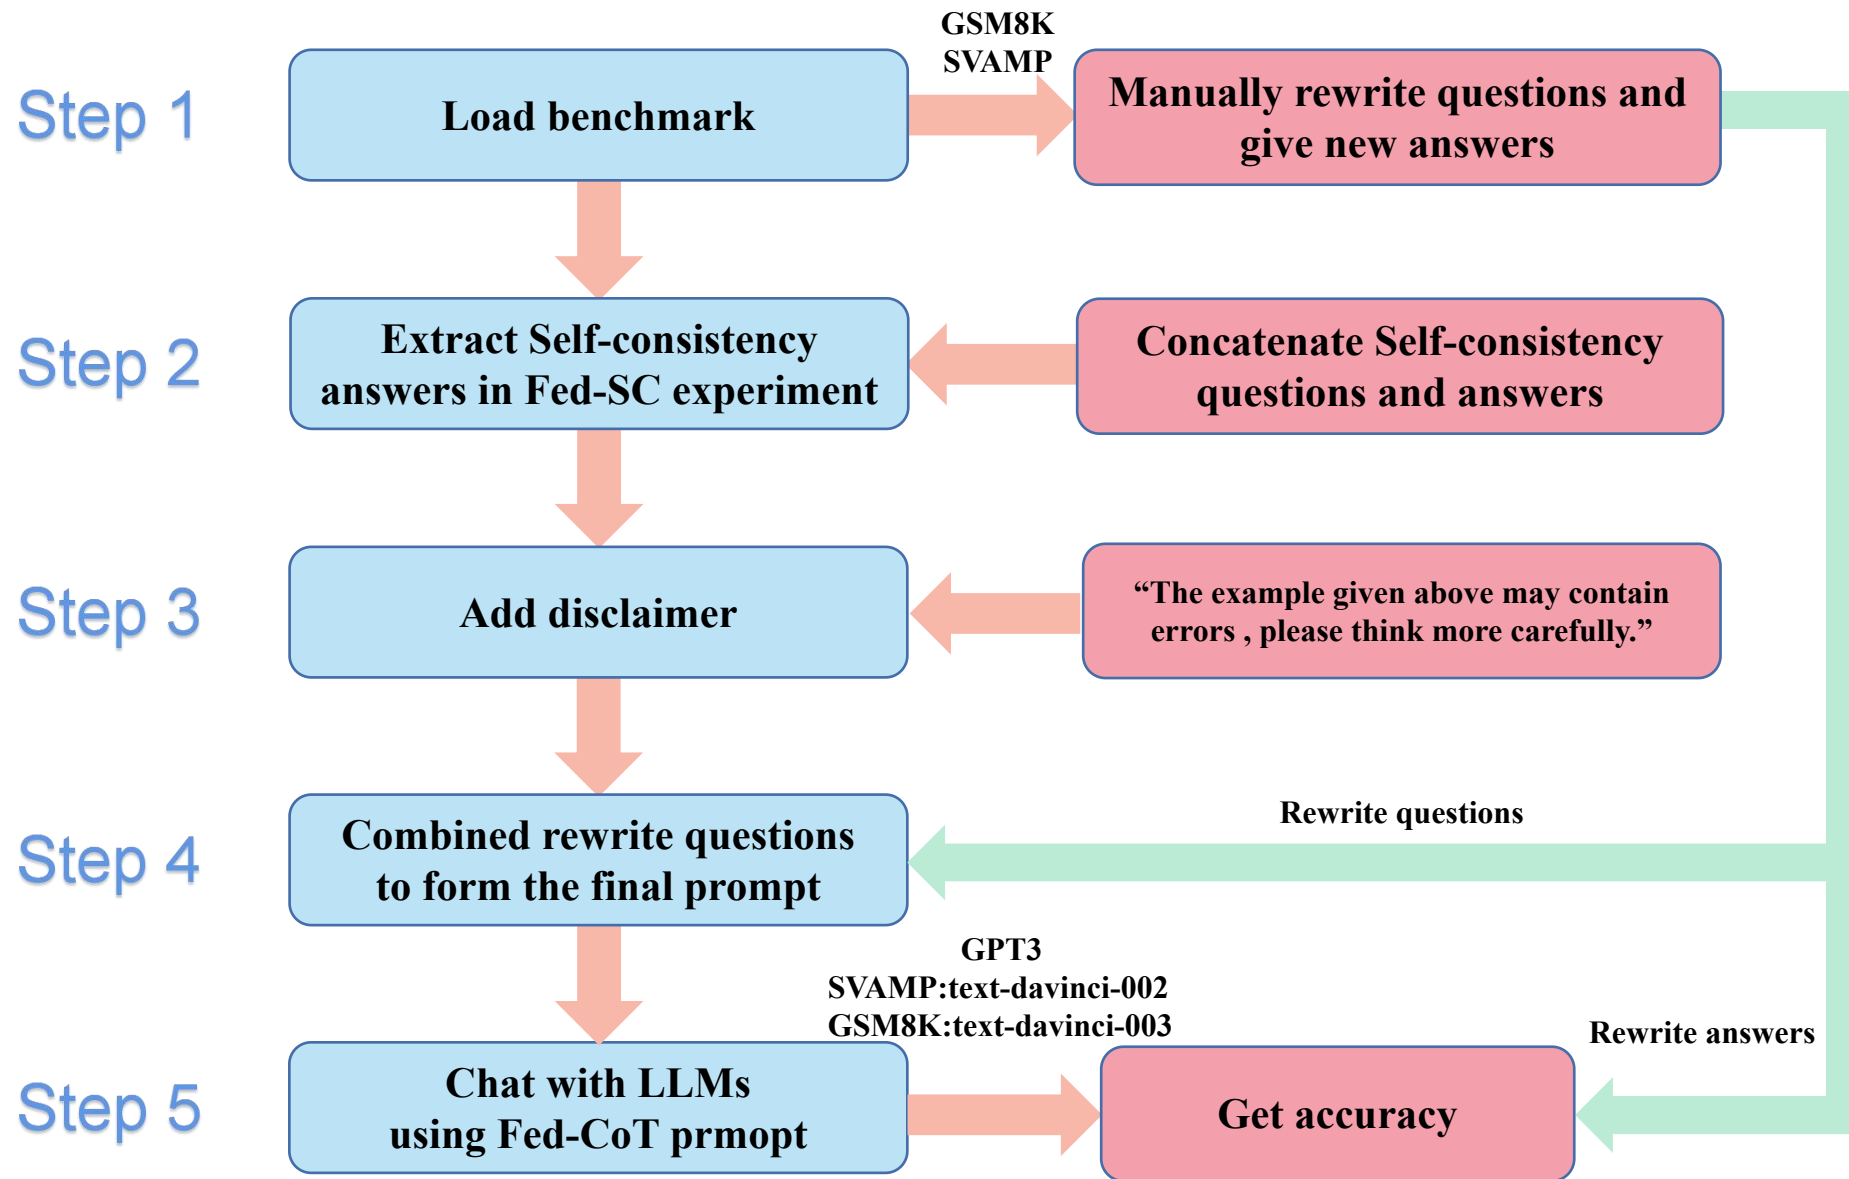 GSM8K
SVAMP
Step 1
Load benchmark
Manually rewrite questions and
give new answers
Step 2
Extract Self-consistency
answers in Fed-SC experiment
Concatenate Self-consistency
questions and answers
Step 3
Add disclaimer
“The example given above may contain
errors , please think more carefully.”
Step 4
Combined rewrite questions
to form the final prompt
Rewrite questions
GPT3
SVAMP:text-davinci-002
GSM8K:text-davinci-003
Rewrite answers
Step 5
Chat with LLMs
using Fed-CoT prmopt
Get accuracy